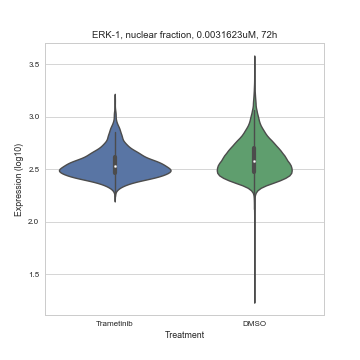 ERK-1, nuclear fraction, 0.0031623uM, 72h
3.5
3.0
2.5
2.0
1.5
Expression (log10)
Trametinib
DMSO
Treatment